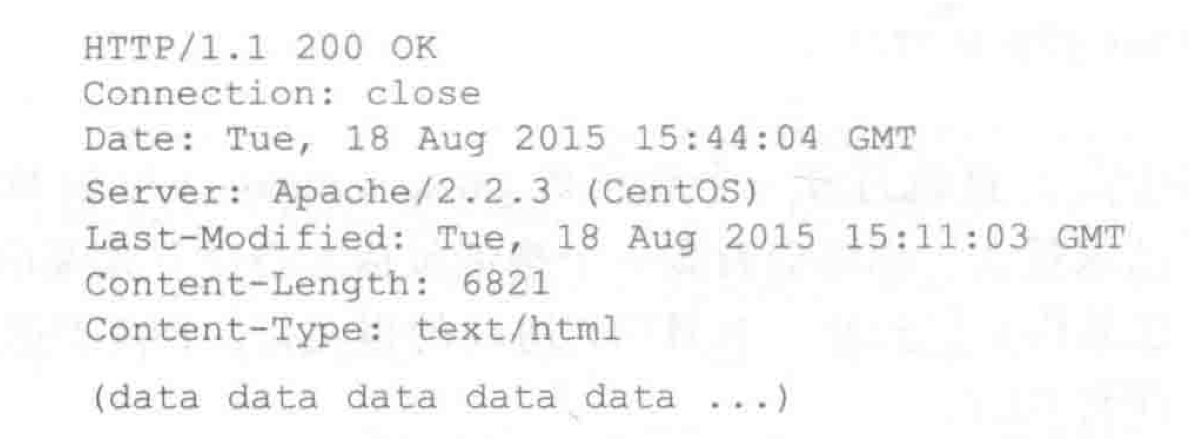 HTTP/1.1 200 OK
Connection: close
Date: Tue, 18 Aug 2015 15:44:04 GMT
Server: Apache/2.2.3 (CentOS)
Last-Modified: Tue, 18 Aug 2015 15:11:03 GMT
Content-Length: 6821
Content-Type: text/html
(data data data data data ...)